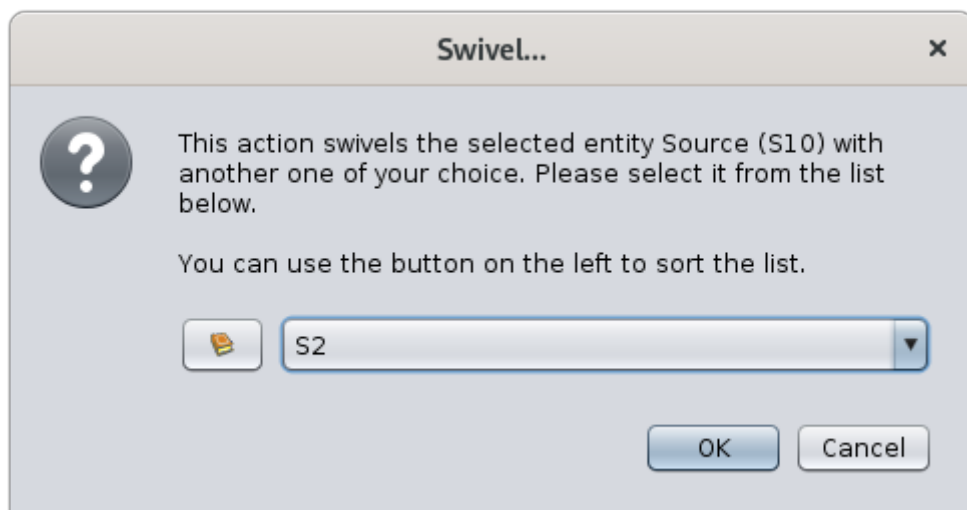 Swivel...
This action swivels the selected entity Source (S10) with
another one of your choice. Please select it from the list
below.
You can use the button on the left to sort the list.
S2
OK Cancel